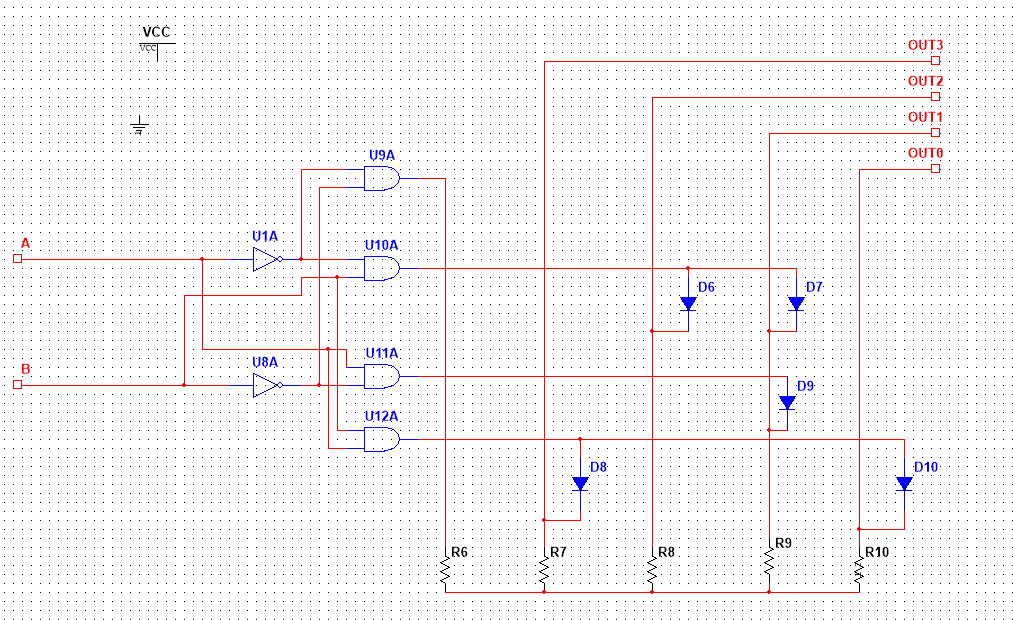 VCC
VCC
OUT3
OUT2
OUT1
OUT0
U9A
A
U1A
U10A
D6
D7
B
U8A
U11A
D9
U12A
D8
D10
R6
R7
R8
R9
R10